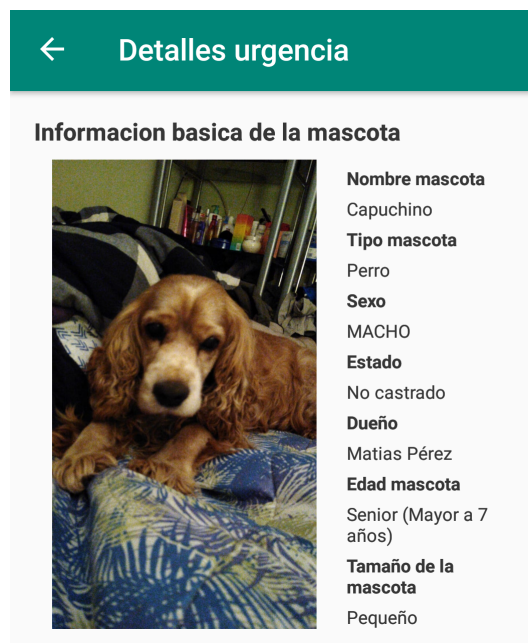 Detalles urgencia
Informacion basica de la mascota
Nombre mascota
Capuchino
Tipo mascota
Perro
Sexo
MACHO
Estado
No castrado
Dueño
Matias Pérez
Edad mascota
Senior (Mayor a 7
años)
Tamaño de la
mascota
Pequeño